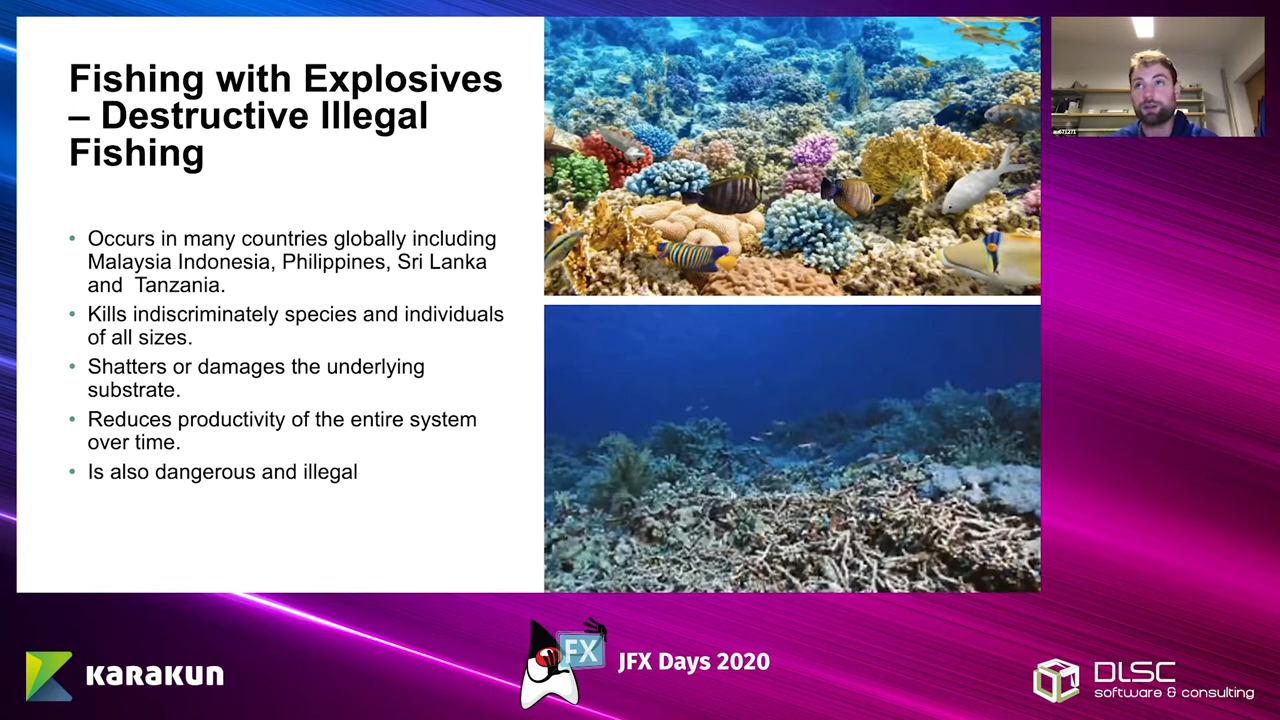 Fishing with Explosives
– Destructive Illegal
Fishing
• Occurs in many countries globally including
Malaysia Indonesia, Philippines, Sri Lanka
and  Tanzania.
• Kills indiscriminately species and individuals
of all sizes.
• Shatters or damages the underlying
substrate.
• Reduces productivity of the entire system
over time.
• Is also dangerous and illegal
au671271
KARAKUN
FX
JFX Days 2020
DLSC
software & consulting